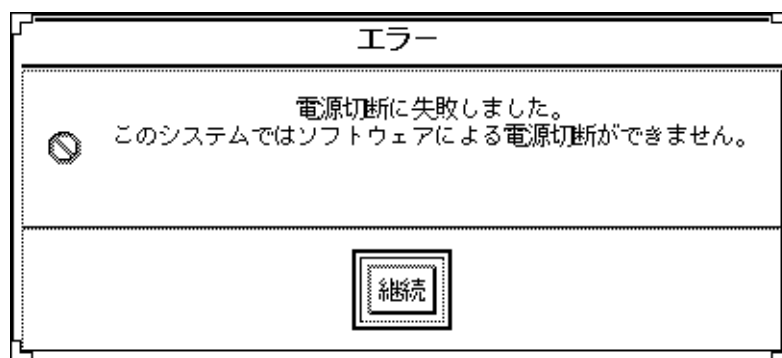 エラー
電源切断に失敗しました。
このシステムではソフトウェアによる電源切断ができません。
継続